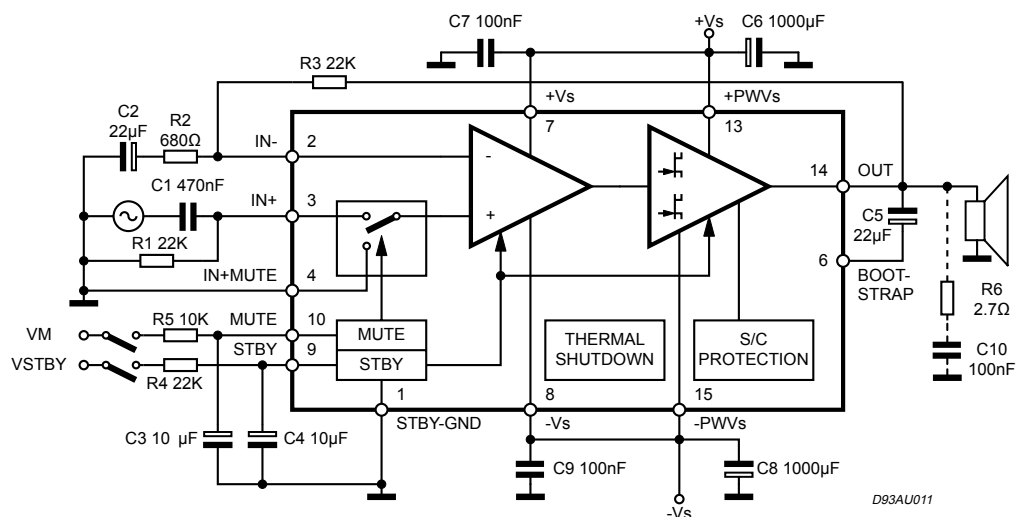 C7 100nF
+Vs
C6 1000µF
R3 22K
C2
22µF
R2
680Ω
+Vs
+PWVs
7
13
IN-
2
-
14
OUT
C1 470nF
IN+
3
+
C5
22µF
R1 22K
IN+MUTE
4
6
BOOT-
STRAP
R6
2.7Ω
VM
R5 10K
MUTE
10
MUTE
THERMAL
SHUTDOWN
S/C
PROTECTION
VSTBY
R4 22K
STBY
9
STBY
C10
100nF
1
8
15
STBY-GND
-Vs
-PWVs
C3 10 µF
C4 10µF
C9 100nF
C8 1000µF
-Vs
D93AU011